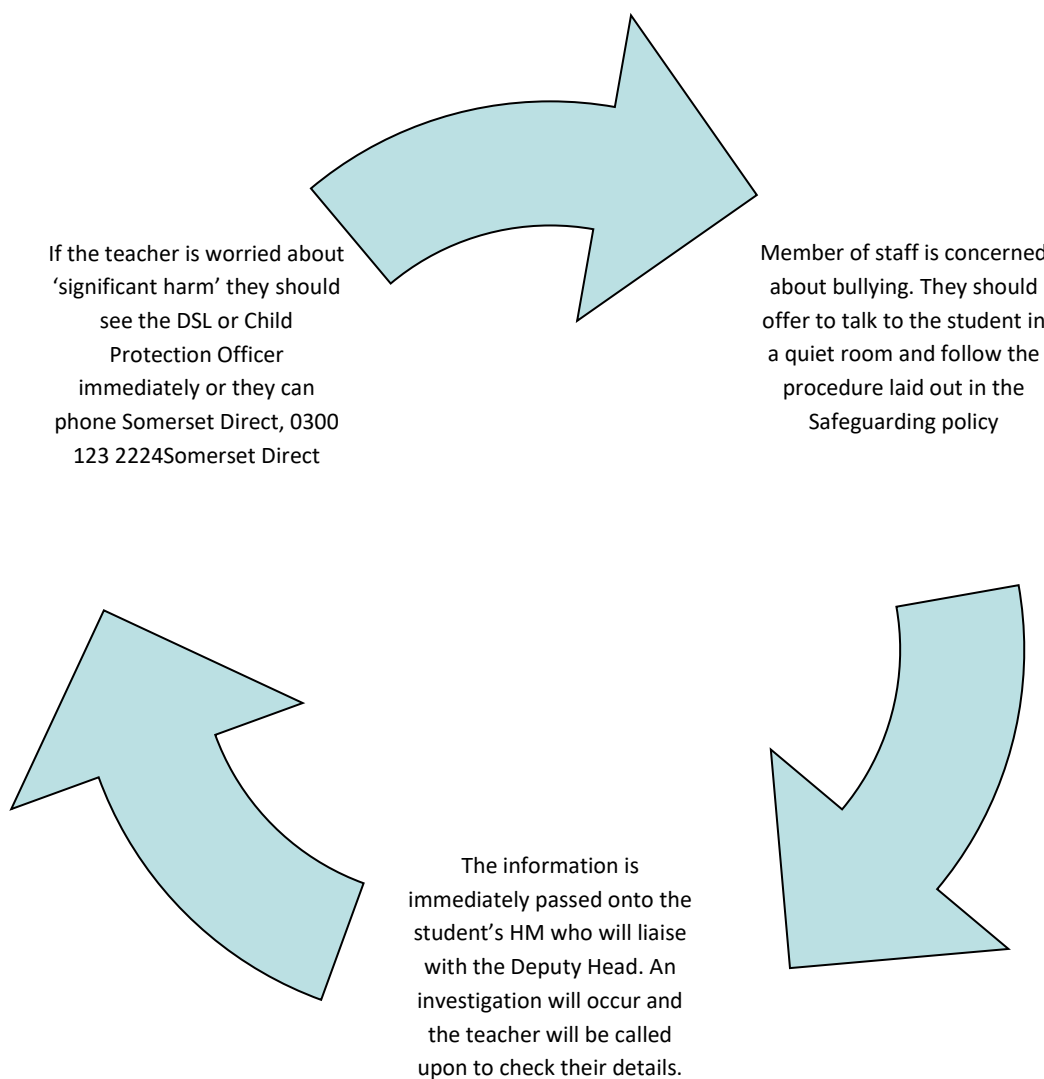 If the teacher is worried about
‘significant harm’ they should
see the DSL or Child
Protection Officer
immediately or they can
phone Somerset Direct, 0300
123 2224Somerset Direct
Member of staff is concerned
about bullying. They should
offer to talk to the student in
a quiet room and follow the
procedure laid out in the
Safeguarding policy
The information is
immediately passed onto the
student’s HM who will liaise
with the Deputy Head. An
investigation will occur and
the teacher will be called
upon to check their details.